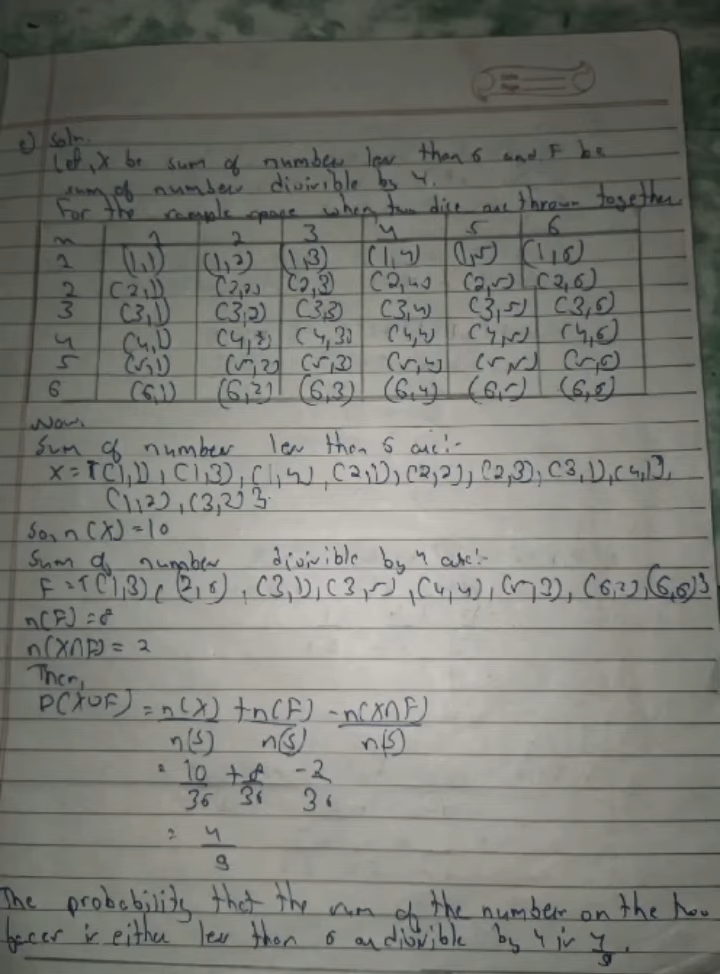 c) Soln.
Let, X be sum of number less than 6 and F be
sum of number divisible by 4.
For the sample space when two dise are thrown together
n 1 2 3 4 5 6
1 (1,1) (1,2) (1,3) (1,4) (1,5) (1,6)
2 (2,1) (2,2) (2,3) (2,4) (2,5) (2,6)
3 (3,1) (3,2) (3,3) (3,4) (3,5) (3,6)
4 (4,1) (4,2) (4,3) (4,4) (4,5) (4,6)
5 (5,1) (5,2) (5,3) (5,4) (5,5) (5,6)
6 (6,1) (6,2) (6,3) (6,4) (6,5) (6,6)
Now,
Sum of number less then 6 are:-
X = {(1,1), (1,3), (1,4), (2,1), (2,2), (2,3), (3,1), (4,1),
(1,2), (3,2)}
So, n(X) = 10
Sum of number divisible by 4 are:-
F = {(1,3), (2,6), (3,1), (3,5), (4,4), (5,3), (6,2), (6,6)}
n(F) = 8
n(X∩F) = 2
Then,
P(X∪F) = n(X)/n(S) + n(F)/n(S) - n(X∩F)/n(S)
= 10/36 + 8/36 - 2/36
= 4/9
The probability that the sum of the number on the two
faces is either less than 6 or divisible by 4 is 4/9.